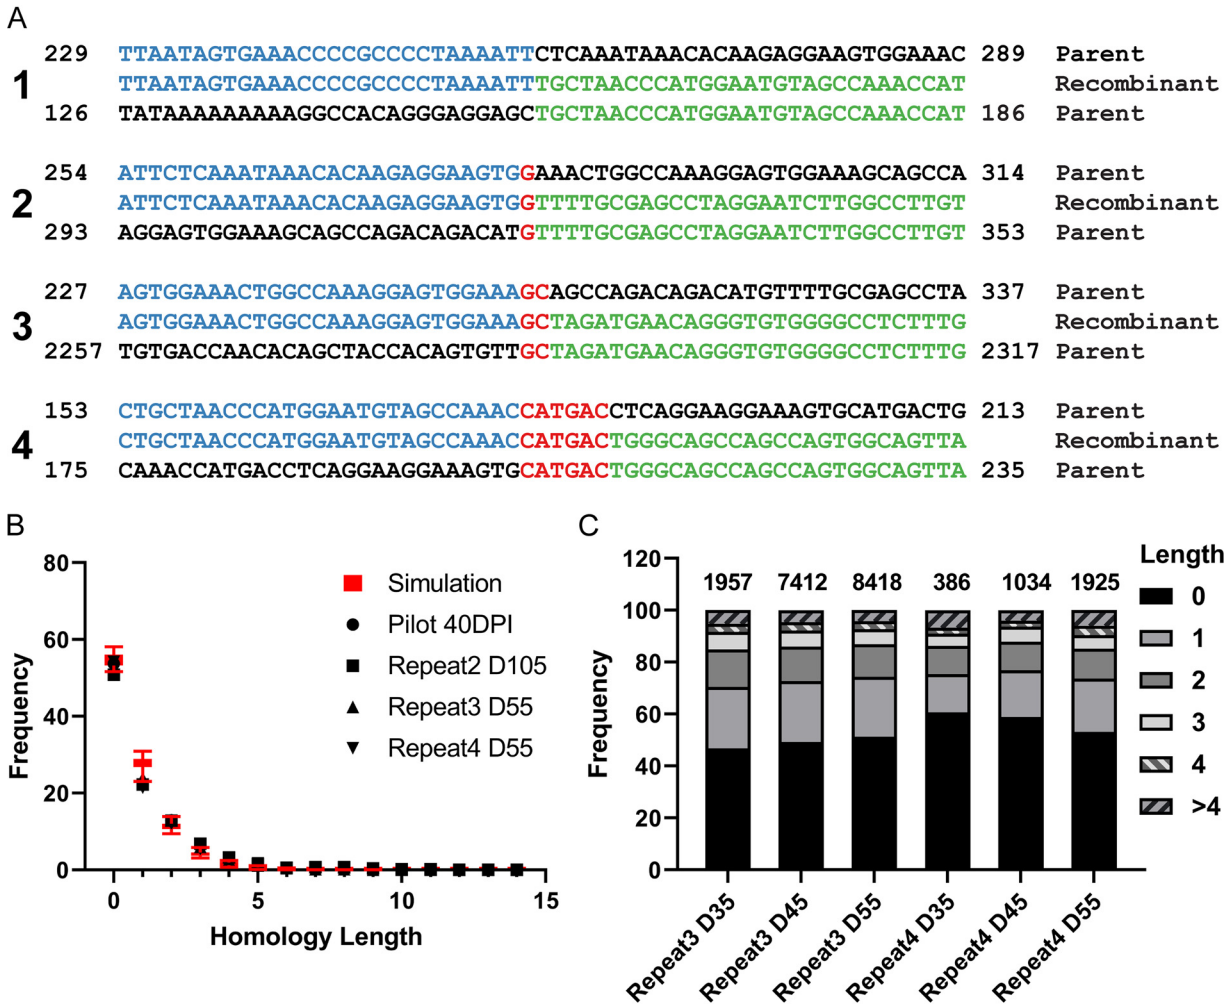 A
229 TTAATAGTGAAACCCCGCCCCTAAAATTCTCAAATAAACACAAGAGGAAGTGGAAAC 289 Parent
1 TTAATAGTGAAACCCCGCCCCTAAAATTTGCTAACCCATGGAATGTAGCCAAACCAT Recombinant
126 TATAAAAAAAAAAGGCCACAGGGAGGAGCTGCTAACCCATGGAATGTAGCCAAACCAT 186 Parent
254 ATTCTCAAATAAACACAAGAGGAAGTGGAAACTGGCCAAAGGAGTGGAAAGCAGCCA 314 Parent
2 ATTCTCAAATAAACACAAGAGGAAGTGGTTTTGCGAGCCTAGGAATCTTGGCCTTGT Recombinant
293 AGGAGTGGAAAGCAGCCAGACAGACATGTTTTGCGAGCCTAGGAATCTTGGCCTTGT 353 Parent
227 AGTGGAAACTGGCCAAAGGAGTGGAAAGCAGCCAGACAGACATGTTTTGCGAGCCTA 337 Parent
3 AGTGGAAACTGGCCAAAGGAGTGGAAAGCTAGATGAACAGGGTGTGGGGCCTCTTTG Recombinant
2257 TGTGACCAACACAGCTACCACAGTGTTGCTAGATGAACAGGGTGTGGGGCCTCTTTG 2317 Parent
153 CTGCTAACCCATGGAATGTAGCCAAACCATGACCTCAGGAAGGAAAGTGCATGACTG 213 Parent
4 CTGCTAACCCATGGAATGTAGCCAAACCATGACTGGGCAGCCAGCCAGTGGCAGTTA Recombinant
175 CAAACCATGACCTCAGGAAGGAAAGTGCATGACTGGGCAGCCAGCCAGTGGCAGTTA 235 Parent
B
80
60
40
20
0
Frequency
0 5 10 15
Homology Length
Simulation
Pilot 40DPI
Repeat2 D105
Repeat3 D55
Repeat4 D55
C
120
100
80
60
40
20
0
Frequency
1957 7412 8418 386 1034 1925
Repeat3 D35
Repeat3 D45
Repeat3 D55
Repeat4 D35
Repeat4 D45
Repeat4 D55
Length
0
1
2
3
4
>4